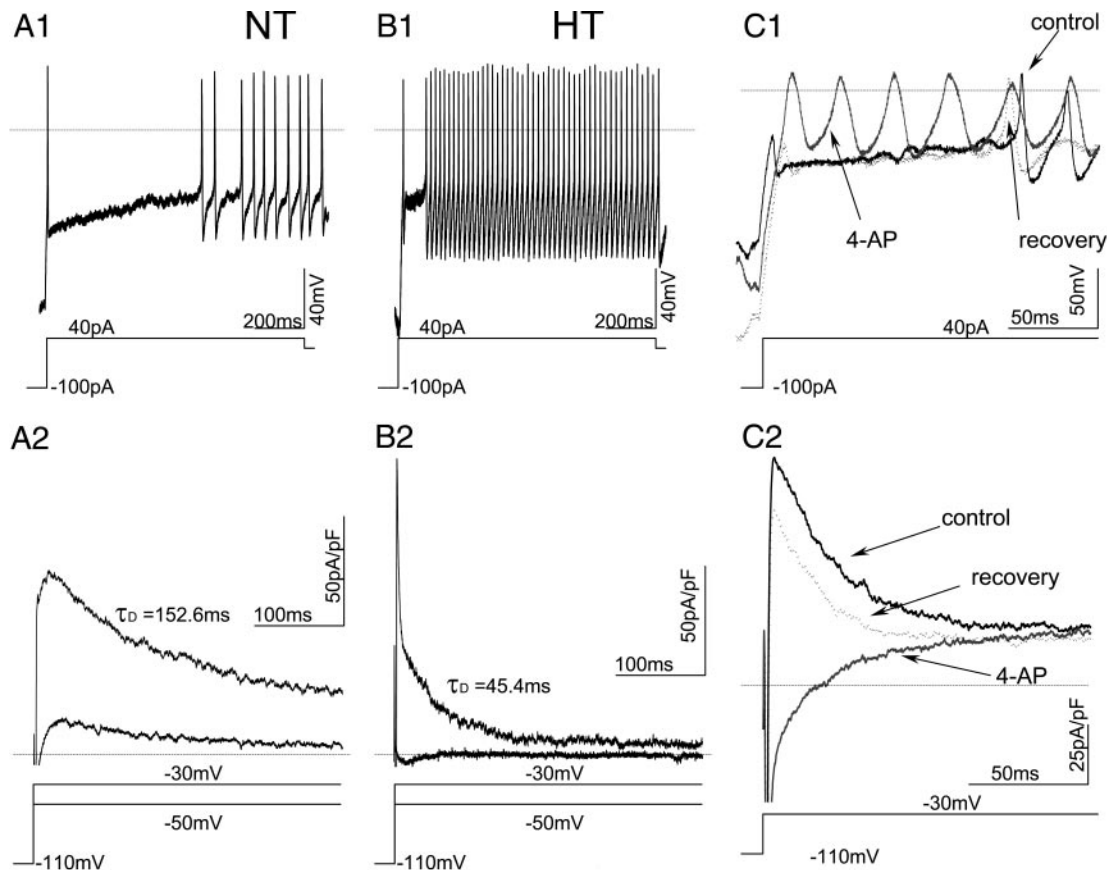 A1
NT
40mV
200ms
40pA
-100pA
B1
HT
40mV
200ms
40pA
-100pA
C1
control
4-AP
recovery
50mV
50ms
40pA
-100pA
A2
50pA/pF
τD =152.6ms
100ms
-30mV
-50mV
-110mV
B2
50pA/pF
100ms
τD =45.4ms
-30mV
-50mV
-110mV
C2
control
recovery
4-AP
25pA/pF
50ms
-30mV
-110mV